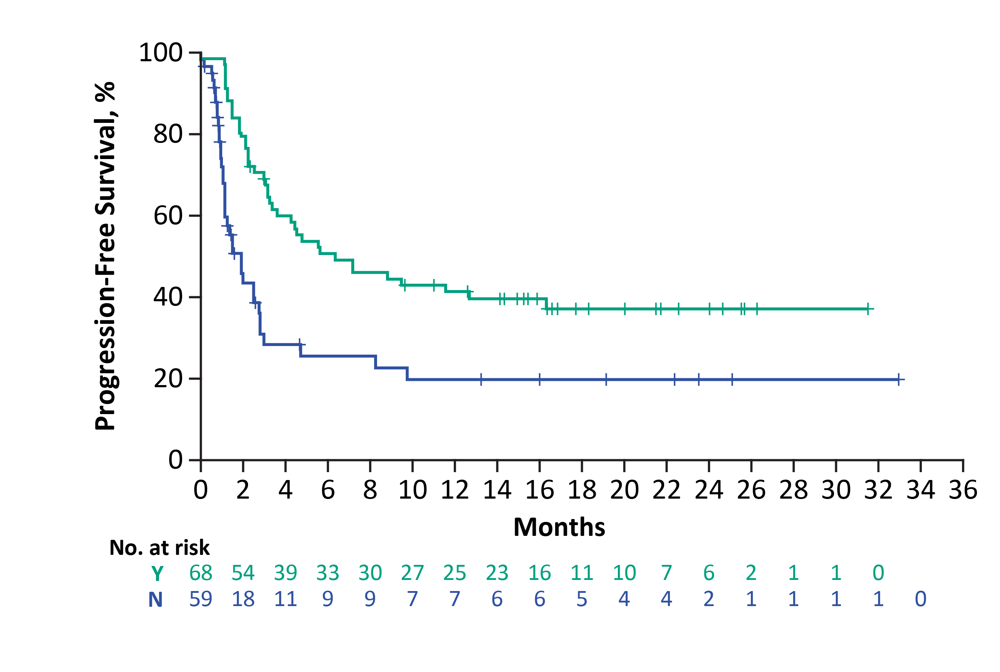 Progression-Free Survival, %
100
80
60
40
20
0
0 2 4 6 8 10 12 14 16 18 20 22 24 26 28 30 32 34 36
Months
No. at risk
Y 68 54 39 33 30 27 25 23 16 11 10 7 6 2 1 1 0
N 59 18 11 9 9 7 7 6 6 5 4 4 2 1 1 1 1 0